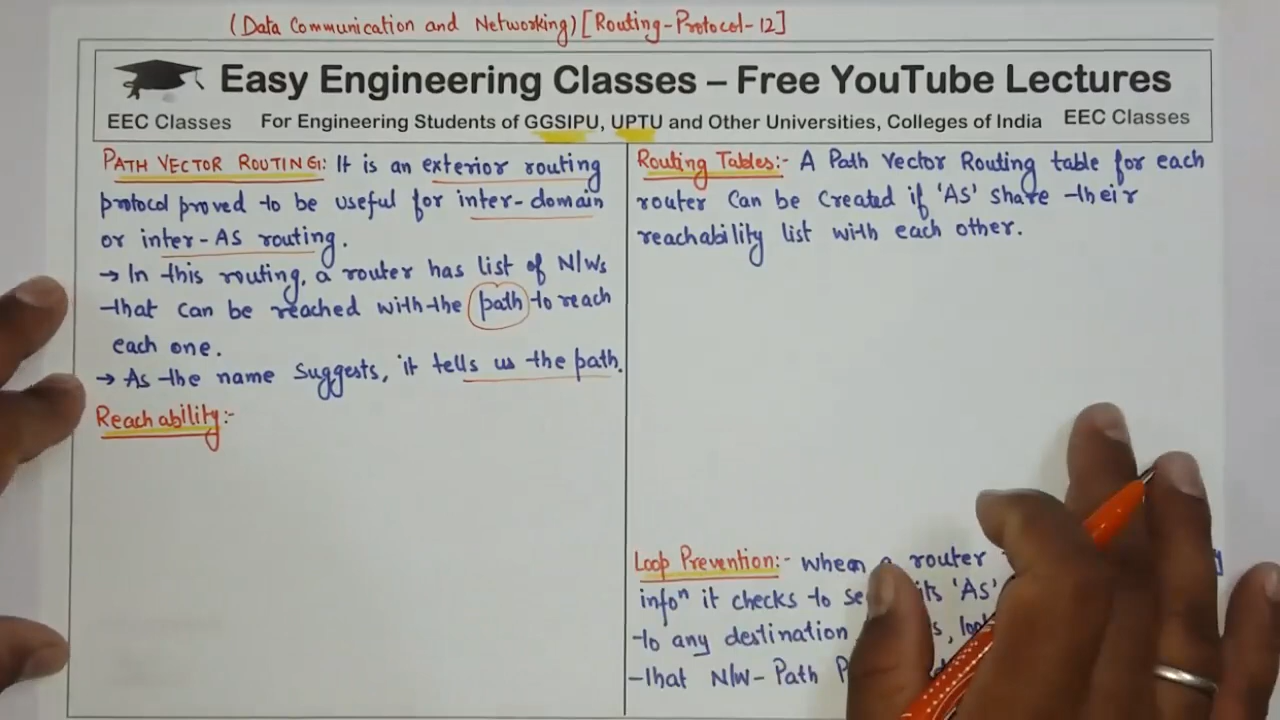 (Data Communication and Networking) [Routing-Protocol-12]
Easy Engineering Classes – Free YouTube Lectures
EEC Classes For Engineering Students of GGSIPU, UPTU and Other Universities, Colleges of India EEC Classes
PATH VECTOR ROUTING: It is an exterior routing
protocol proved to be useful for inter-domain
or inter-AS routing.
→ In this routing, a router has list of N/Ws
that can be reached with the path to reach
each one.
→ As the name suggests, it tells us the path.
Reachability:-
Routing Tables:- A Path Vector Routing table for each
router can be created if 'AS' share their
reachability list with each other.
Loop Prevention:- When a router
infoⁿ it checks to its 'AS'
to any destination
that N/W- Path